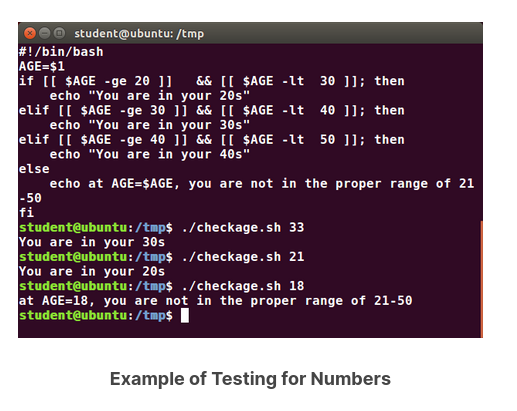 student@ubuntu: /tmp
#!/bin/bash
AGE=$1
if [[ $AGE -ge 20 ]]   && [[ $AGE -lt  30 ]]; then
    echo "You are in your 20s"
elif [[ $AGE -ge 30 ]] && [[ $AGE -lt  40 ]]; then
    echo "You are in your 30s"
elif [[ $AGE -ge 40 ]] && [[ $AGE -lt  50 ]]; then
    echo "You are in your 40s"
else
    echo at AGE=$AGE, you are not in the proper range of 21
-50
fi
student@ubuntu:/tmp$ ./checkage.sh 33
You are in your 30s
student@ubuntu:/tmp$ ./checkage.sh 21
You are in your 20s
student@ubuntu:/tmp$ ./checkage.sh 18
at AGE=18, you are not in the proper range of 21-50
student@ubuntu:/tmp$
Example of Testing for Numbers